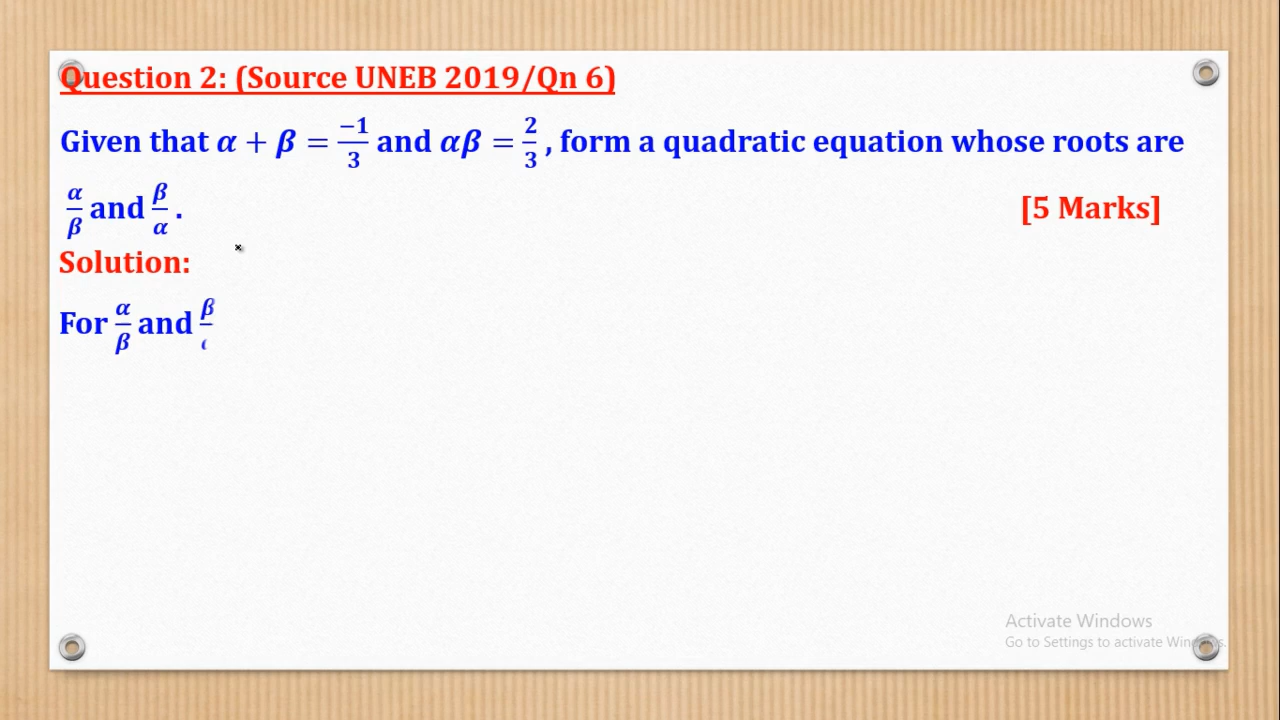 Question 2: (Source UNEB 2019/Qn 6)
Given that α + β = −1/3 and αβ = 2/3 , form a quadratic equation whose roots are
α/β and β/α . [5 Marks]
Solution:
For α/β and β/
Activate Windows
Go to Settings to activate Windows.